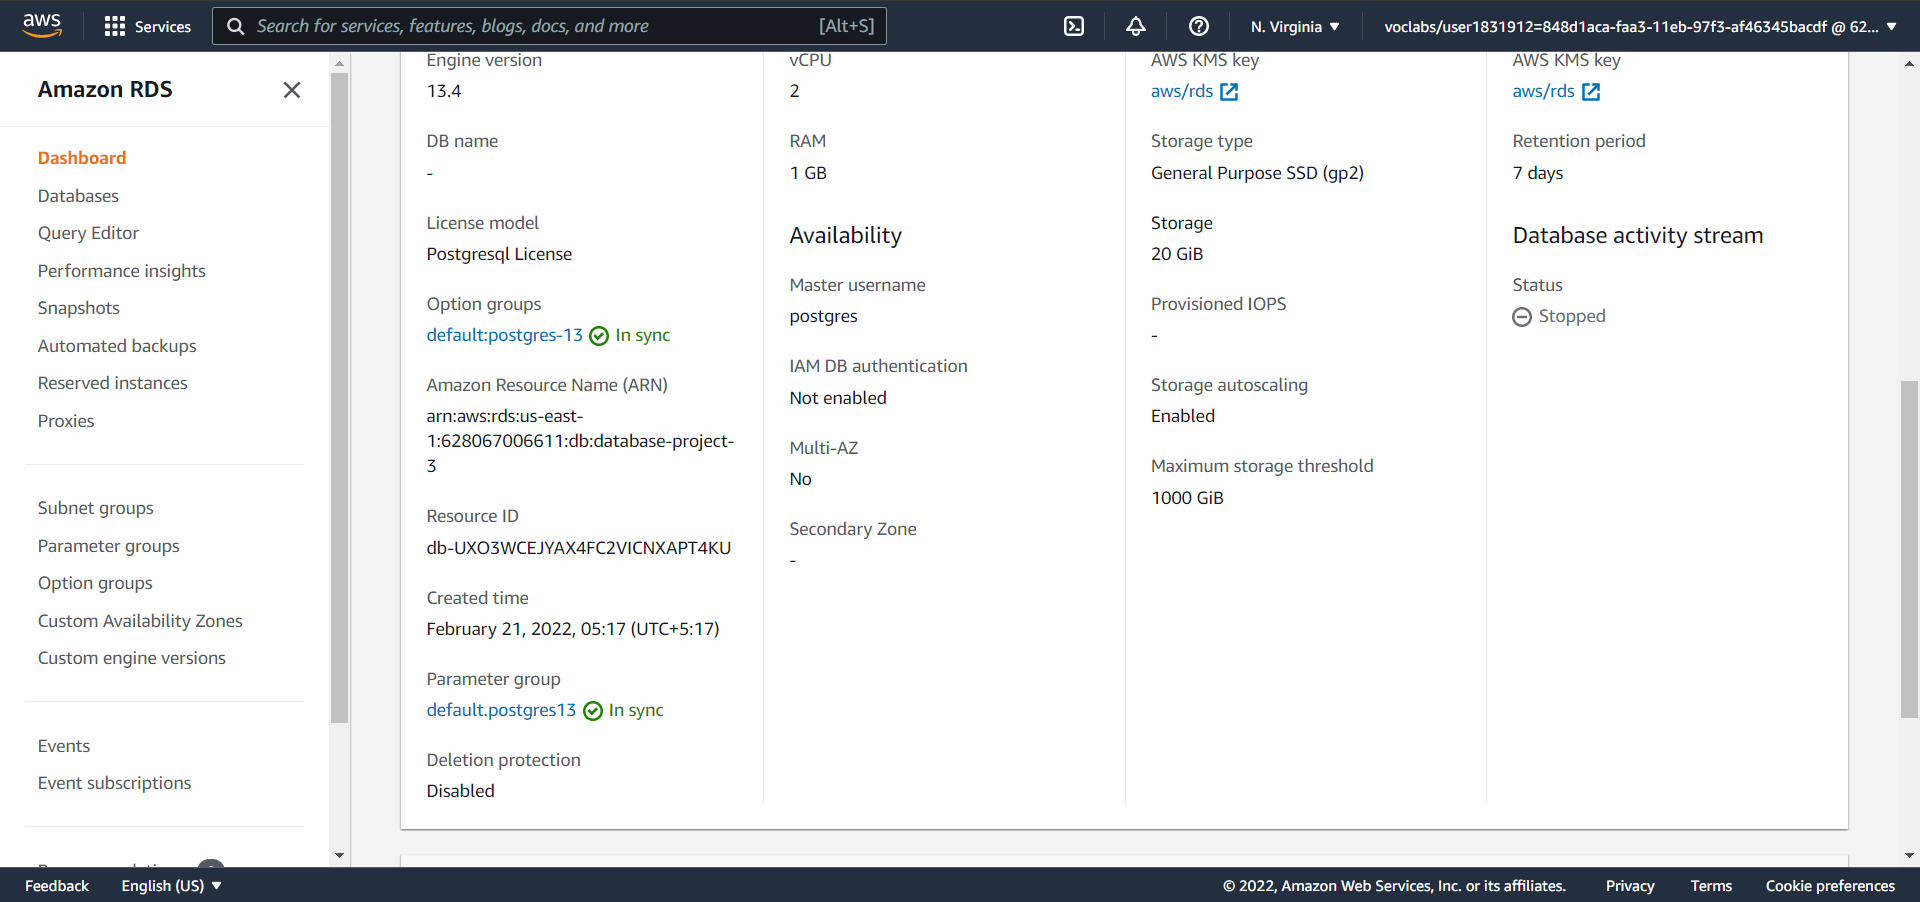 aws
Services
Search for services, features, blogs, docs, and more
[Alt+S]
N. Virginia
voclabs/user1831912=848d1aca-faa3-11eb-97f3-af46345bacdf @ 62...
Amazon RDS
Dashboard
Databases
Query Editor
Performance insights
Snapshots
Automated backups
Reserved instances
Proxies
Subnet groups
Parameter groups
Option groups
Custom Availability Zones
Custom engine versions
Events
Event subscriptions
Engine version
13.4
DB name
-
License model
Postgresql License
Option groups
default:postgres-13 In sync
Amazon Resource Name (ARN)
arn:aws:rds:us-east-
1:628067006611:db:database-project-
3
Resource ID
db-UXO3WCEJYAX4FC2VICNXAPT4KU
Created time
February 21, 2022, 05:17 (UTC+5:17)
Parameter group
default.postgres13 In sync
Deletion protection
Disabled
vCPU
2
RAM
1 GB
Availability
Master username
postgres
IAM DB authentication
Not enabled
Multi-AZ
No
Secondary Zone
-
AWS KMS key
aws/rds
Storage type
General Purpose SSD (gp2)
Storage
20 GiB
Provisioned IOPS
-
Storage autoscaling
Enabled
Maximum storage threshold
1000 GiB
AWS KMS key
aws/rds
Retention period
7 days
Database activity stream
Status
Stopped
Feedback
English (US)
© 2022, Amazon Web Services, Inc. or its affiliates.
Privacy
Terms
Cookie preferences